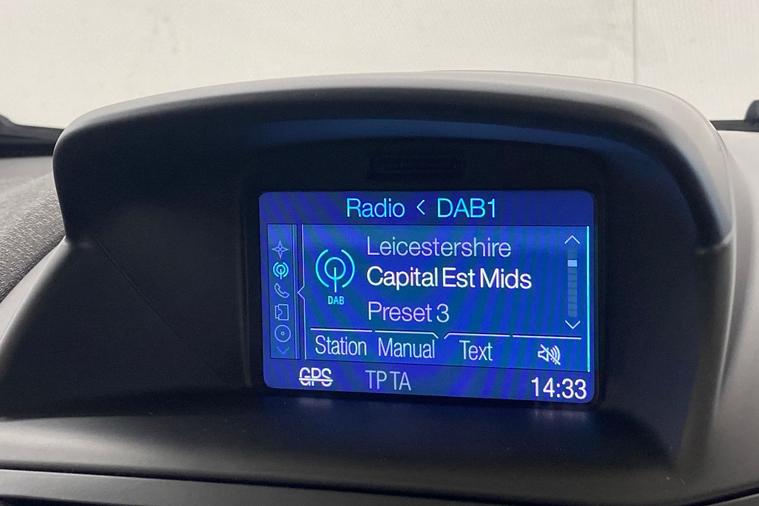 Radio < DAB1
Leicestershire
Capital Est Mids
DAB
Preset 3
Station Manual Text
GPS TP TA 14:33